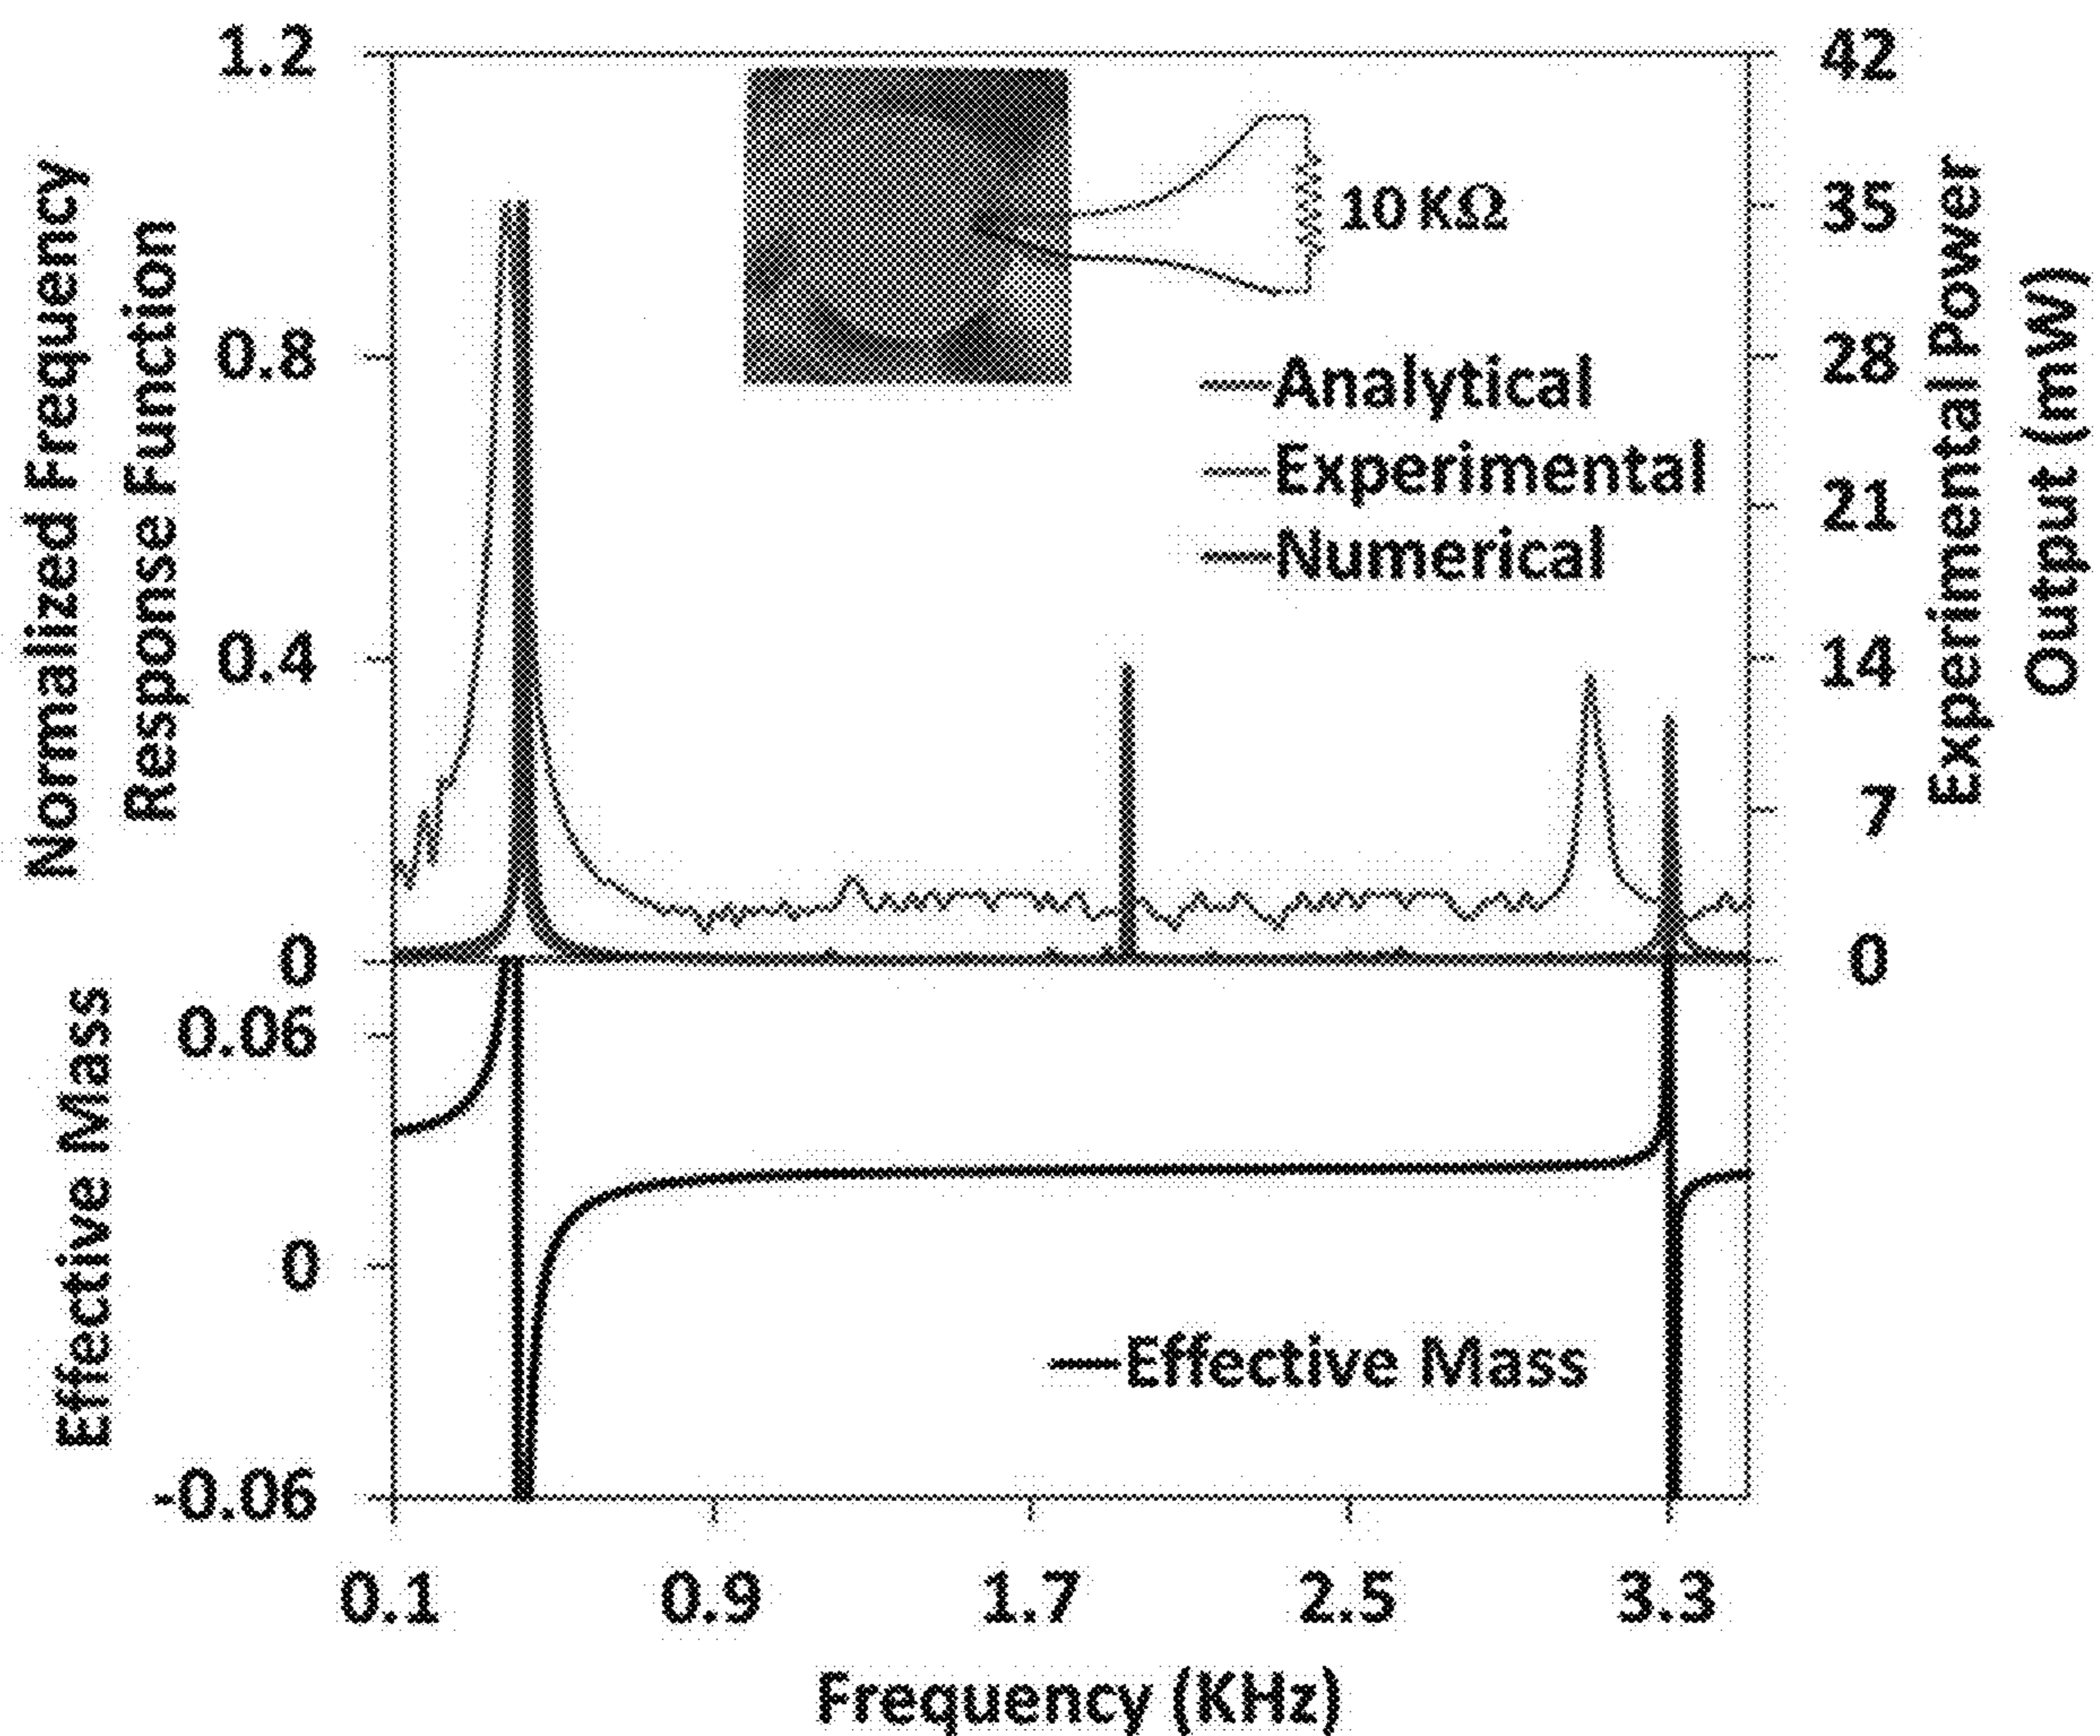 Normalized Frequency
Response Function
1.2
0.8
0.4
0
Effective Mass
0.06
0
-0.06
10 KΩ
Analytical
Experimental
Numerical
Effective Mass
42
35
28
21
14
7
0
Experimental Power
Output (mW)
0.1 0.9 1.7 2.5 3.3
Frequency (KHz)